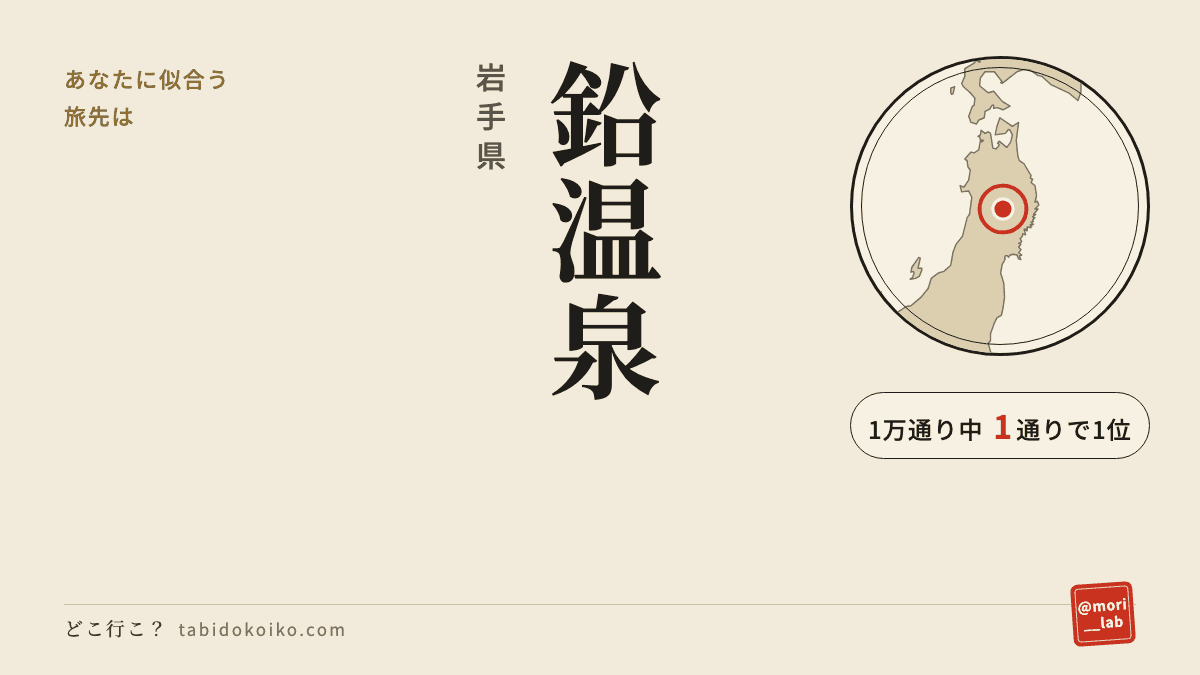 あなたに似合う
旅先は
岩手県
鉛温泉
1万通り中 1通りで1位
どこ行こ？ tabidokoiko.com
@mori
__lab